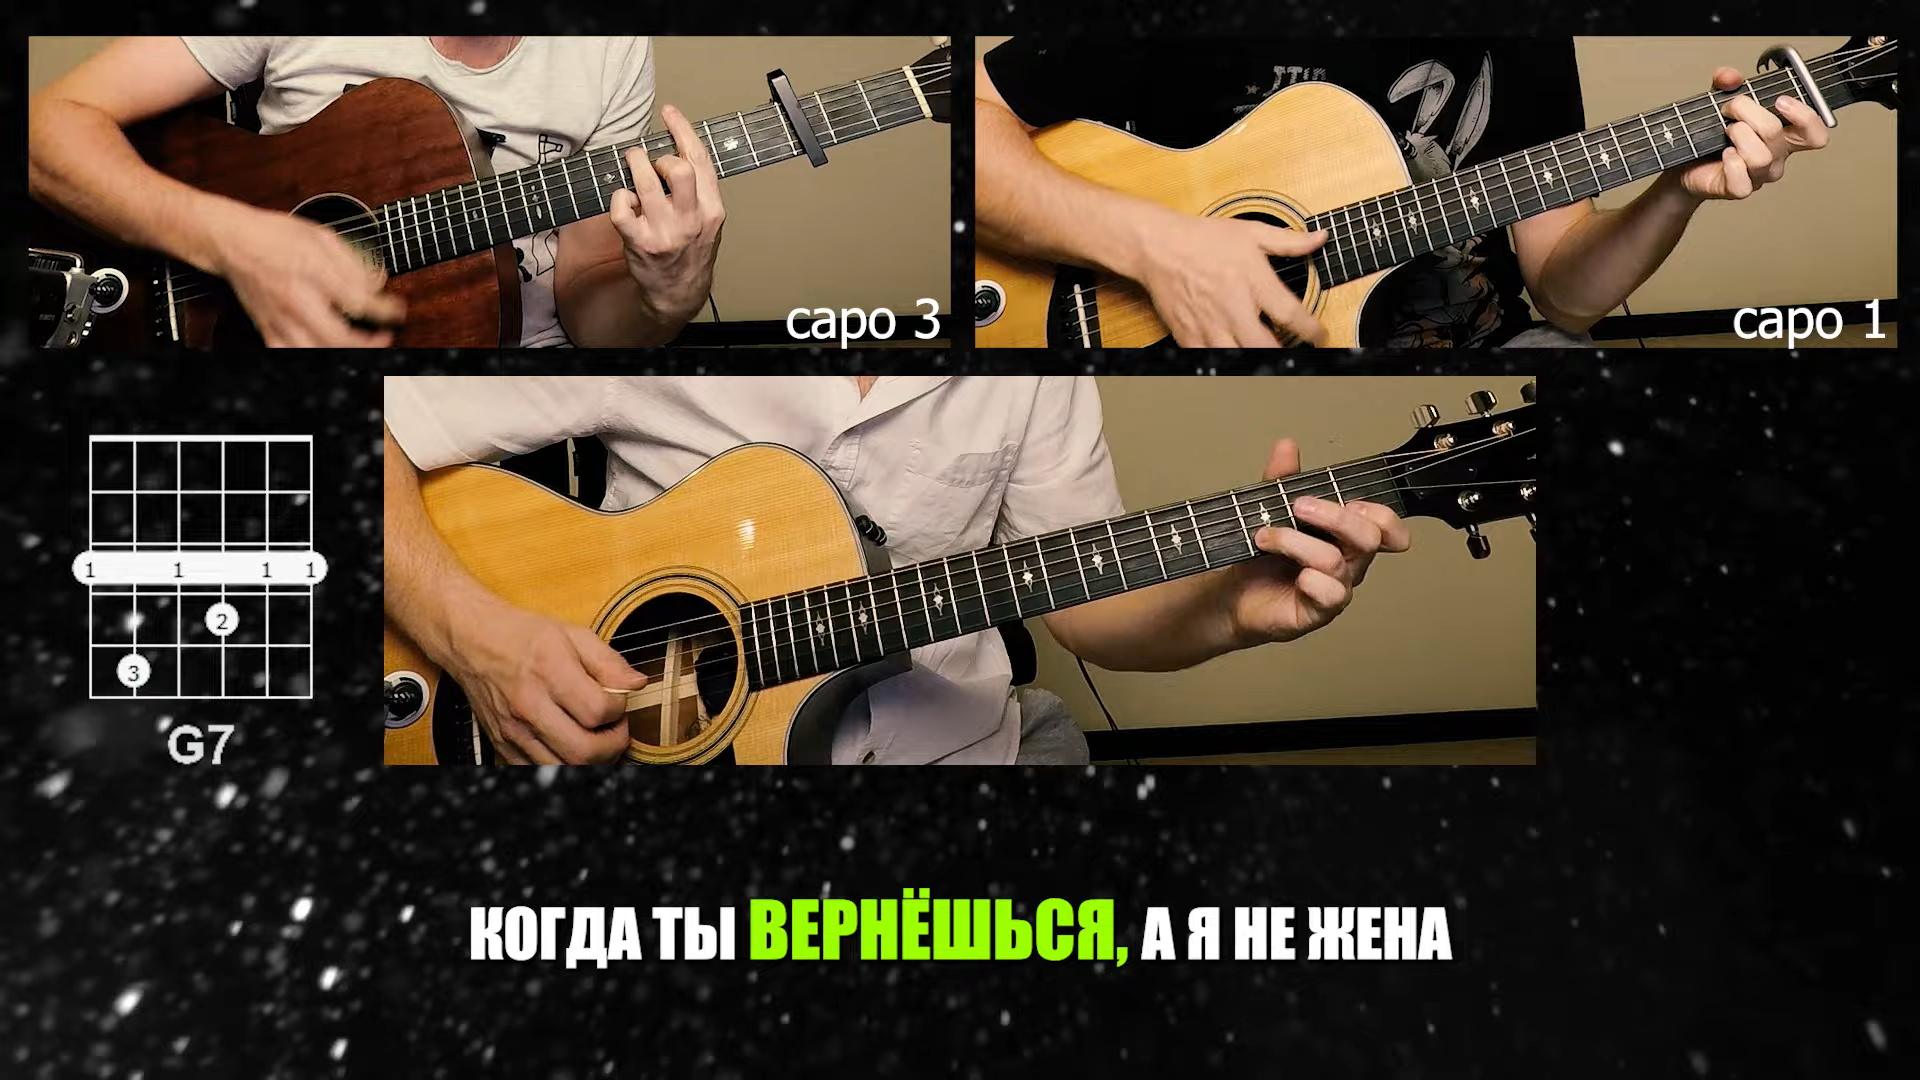 capo 3
capo 1
1 1 1 1
2
3
G7
КОГДА ТЫ ВЕРНЁШЬСЯ, А Я НЕ ЖЕНА